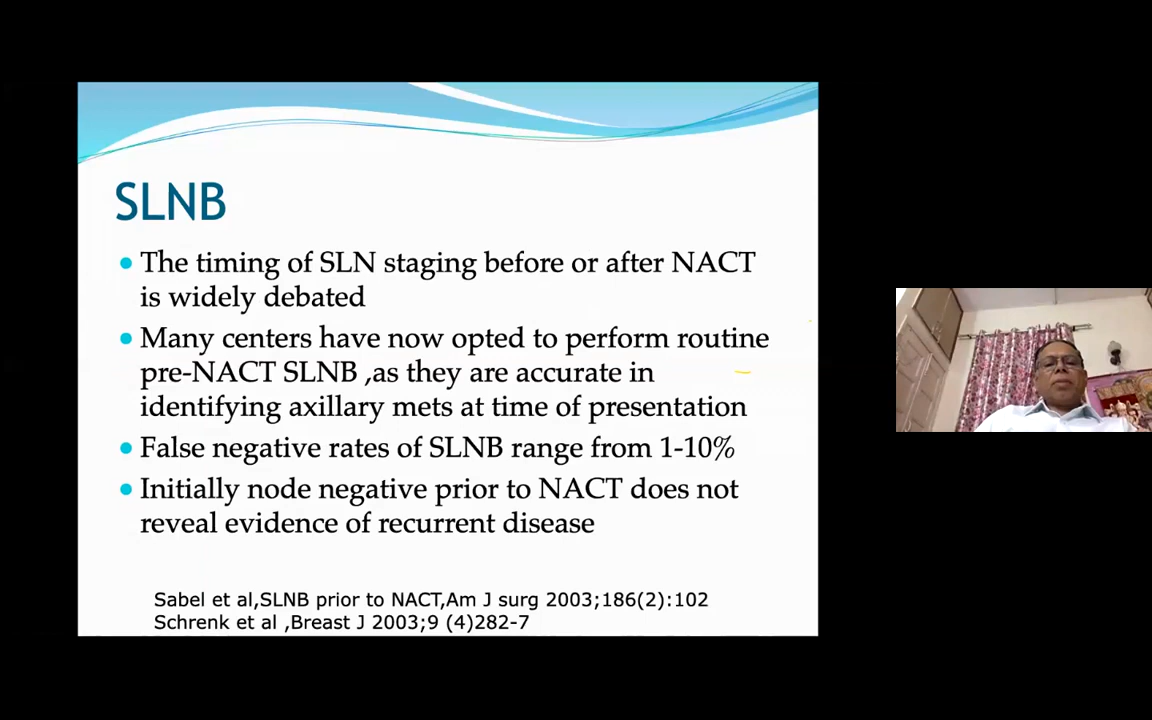 SLNB
• The timing of SLN staging before or after NACT
is widely debated
• Many centers have now opted to perform routine
pre-NACT SLNB ,as they are accurate in
identifying axillary mets at time of presentation
• False negative rates of SLNB range from 1-10%
• Initially node negative prior to NACT does not
reveal evidence of recurrent disease
Sabel et al,SLNB prior to NACT,Am J surg 2003;186(2):102
Schrenk et al ,Breast J 2003;9 (4)282-7